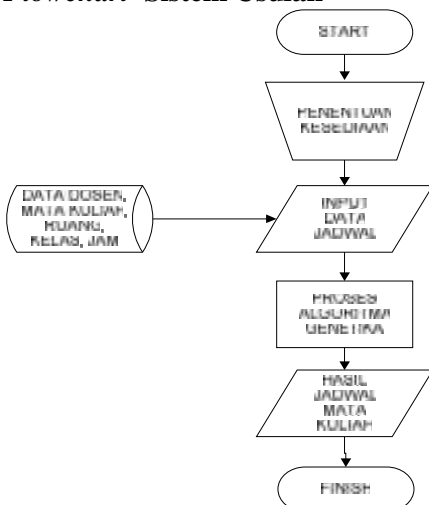 Flowchart Sistem Usulan
START
PENENTUAN
KESEDIAAN
DATA DOSEN,
MATA KULIAH,
RUANG,
KELAS, JAM
INPUT
DATA
JADWAL
PROSES
ALGORITMA
GENETIKA
HASIL
JADWAL
MATA
KULIAH
FINISH